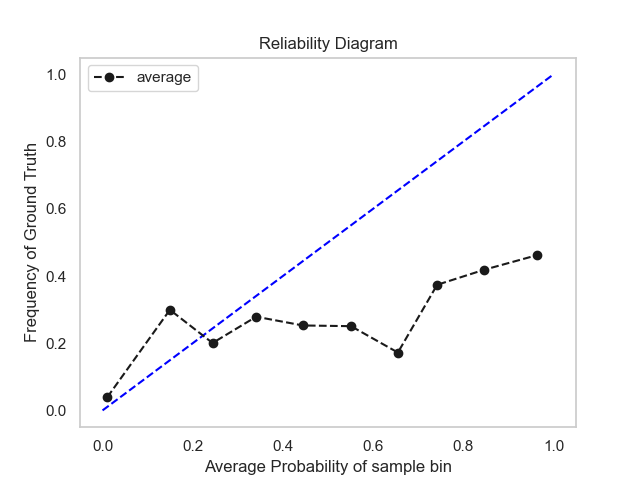 Reliability Diagram
average
1.0
0.8
0.6
0.4
0.2
0.0
Frequency of Ground Truth
0.0 0.2 0.4 0.6 0.8 1.0
Average Probability of sample bin